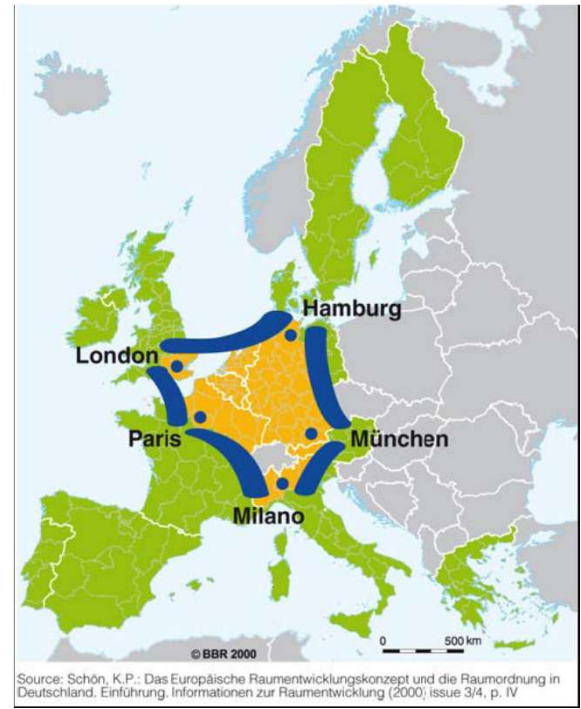 Hamburg
London
Paris
München
Milano
0 500 km
© BBR 2000
Source: Schön, K.P.: Das Europäische Raumentwicklungskonzept und die Raumordnung in
Deutschland. Einführung. Informationen zur Raumentwicklung (2000; issue 3/4, p. IV